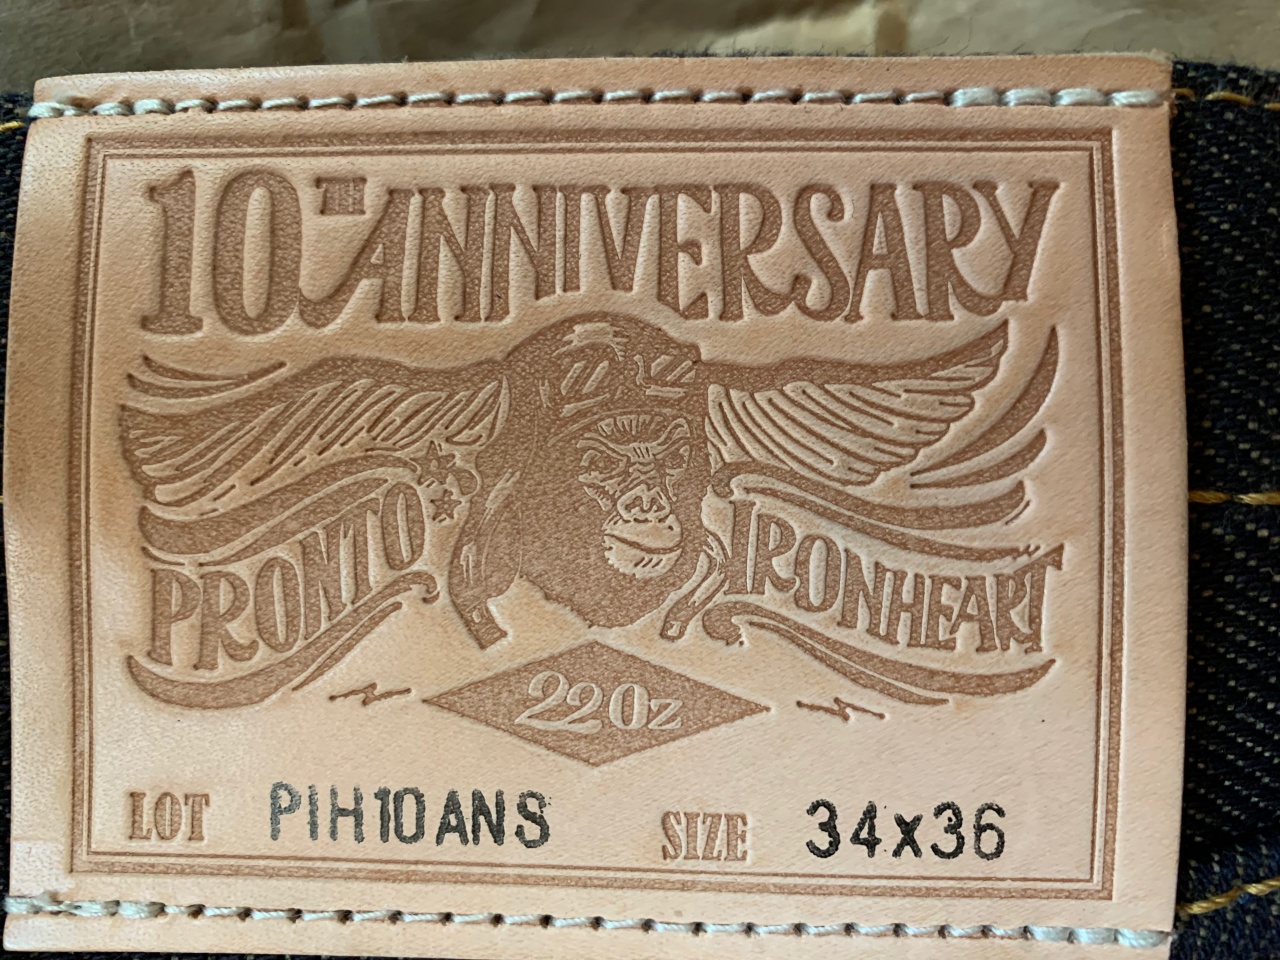 10TH ANNIVERSARY
PRONTO IRONHEART
22Oz
LOT PIH10ANS SIZE 34x36